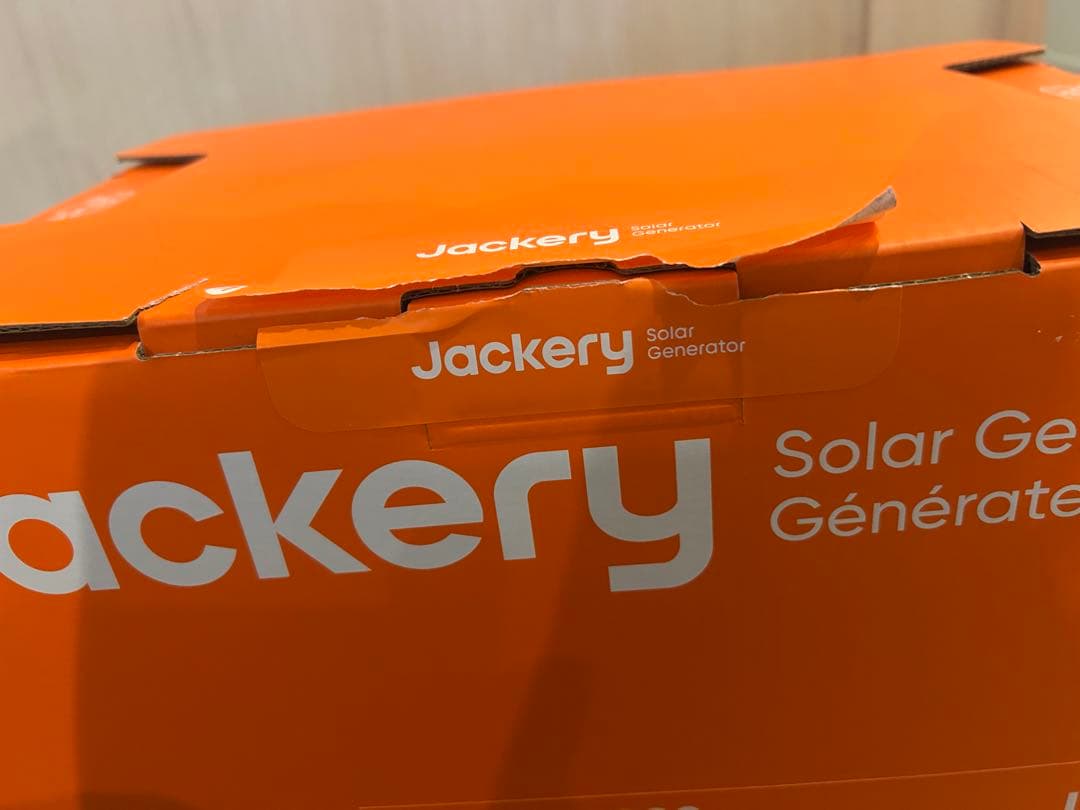 Jackery Solar
Generator
Jackery Solar
Generator
ackery Solar Ge
Générate